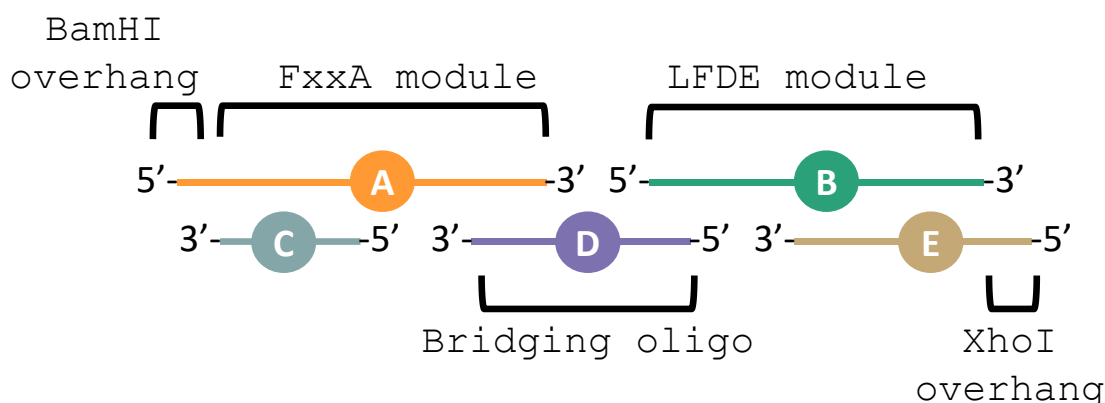 BamHI
overhang
FxxA module
LFDE module
5’-
A
-3’
5’-
B
-3’
3’-
C
-5’
3’-
D
-5’
3’-
E
-5’
Bridging oligo
XhoI
overhang